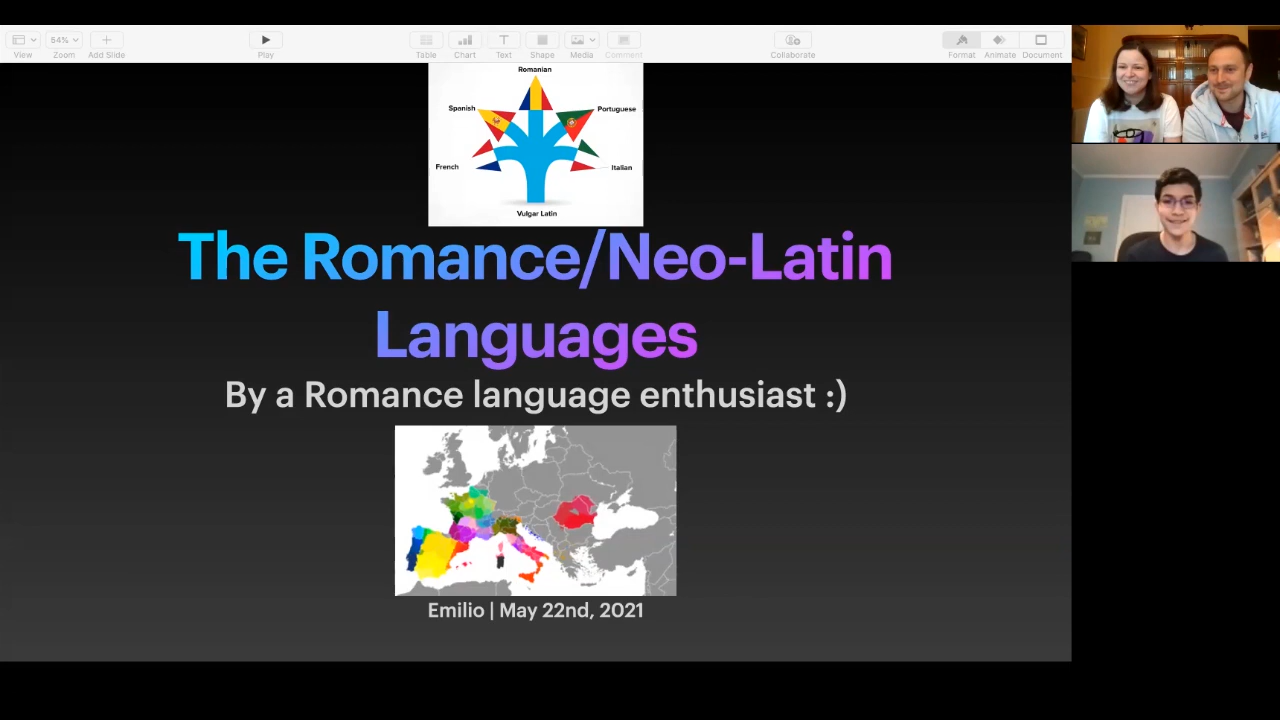 View
54%
Zoom
Add Slide
Play
Table
Chart
Text
Shape
Media
Comment
Collaborate
Format
Animate
Document
Romanian
Spanish
Portuguese
French
Italian
Vulgar Latin
The Romance/Neo-Latin
Languages
By a Romance language enthusiast :)
Emilio | May 22nd, 2021